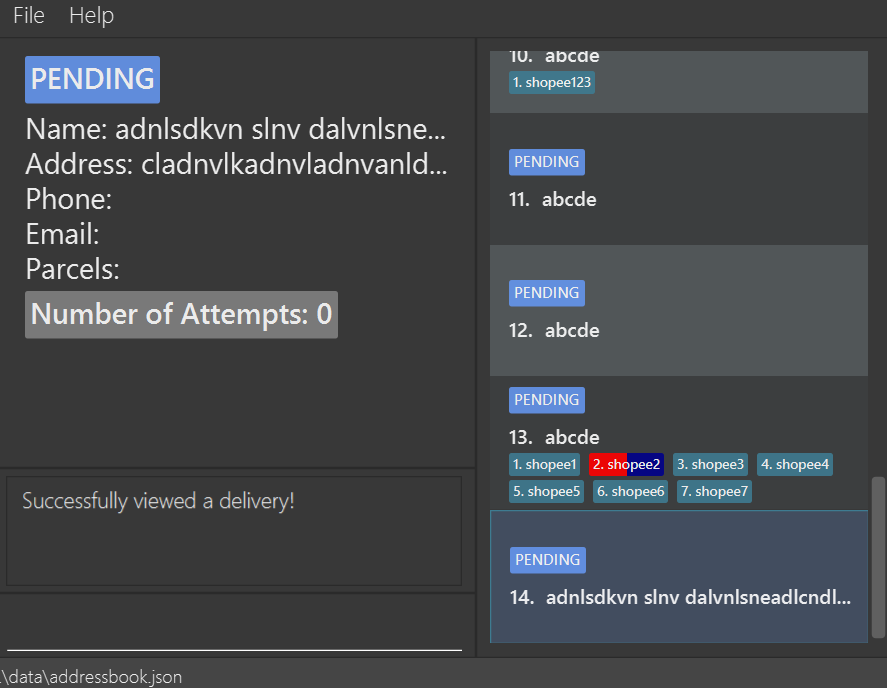 File Help
PENDING
Name: adnlsdkvn slnv dalvnlsne...
Address: cladnvlkadnvladnvanld...
Phone:
Email:
Parcels:
Number of Attempts: 0
Successfully viewed a delivery!
10. abcde
1. shopee123
PENDING
11. abcde
PENDING
12. abcde
PENDING
13. abcde
1. shopee1 2. shopee2 3. shopee3 4. shopee4
5. shopee5 6. shopee6 7. shopee7
PENDING
14. adnlsdkvn slnv dalvnlsneadlcndl...
\data\addressbook.json